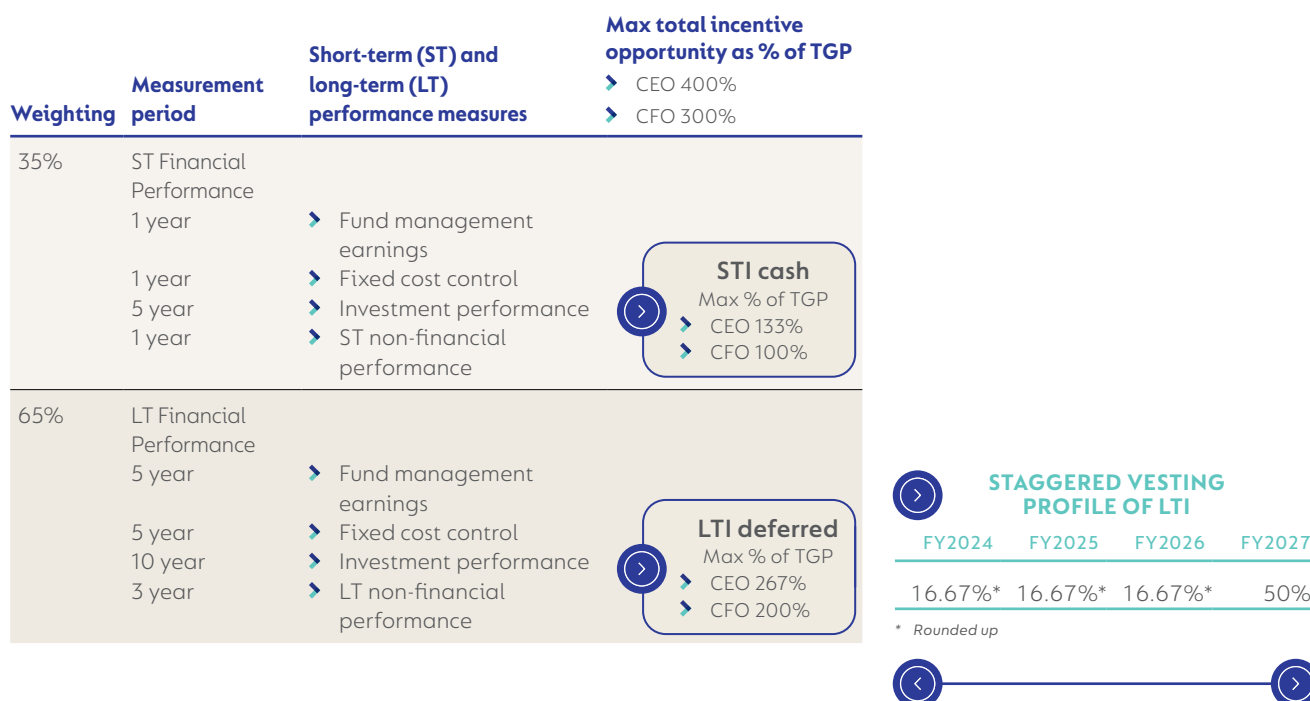 Weighting
Measurement
period
Short-term (ST) and
long-term (LT)
performance measures
Max total incentive
opportunity as % of TGP
CEO 400%
CFO 300%
35%
ST Financial
Performance
1 year
Fund management
earnings
1 year
Fixed cost control
5 year
Investment performance
1 year
ST non-financial
performance
STI cash
Max % of TGP
CEO 133%
CFO 100%
65%
LT Financial
Performance
5 year
Fund management
earnings
5 year
Fixed cost control
10 year
Investment performance
3 year
LT non-financial
performance
LTI deferred
Max % of TGP
CEO 267%
CFO 200%
STAGGERED VESTING
PROFILE OF LTI
FY2024 FY2025 FY2026 FY2027
16.67%* 16.67%* 16.67%* 50%
* Rounded up